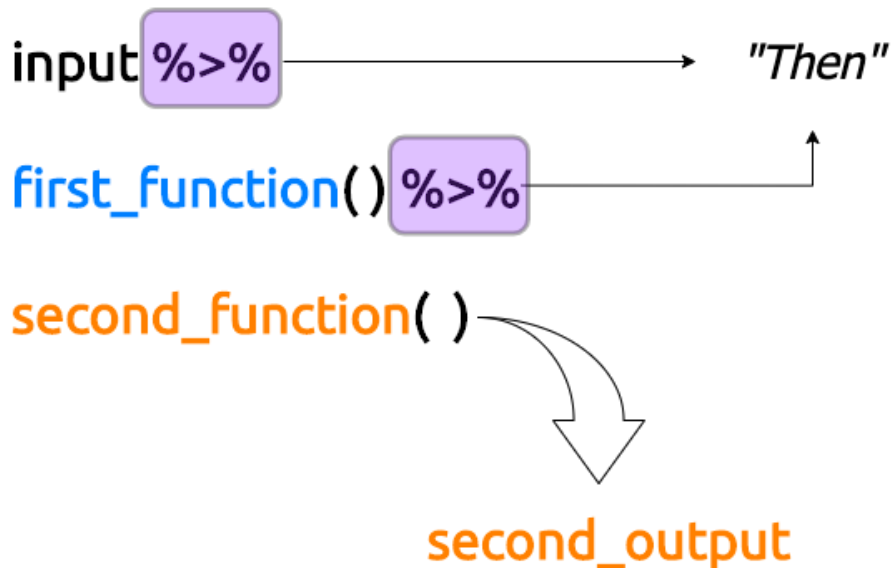 input %>% "Then"
first_function() %>%
second_function( )
second_output